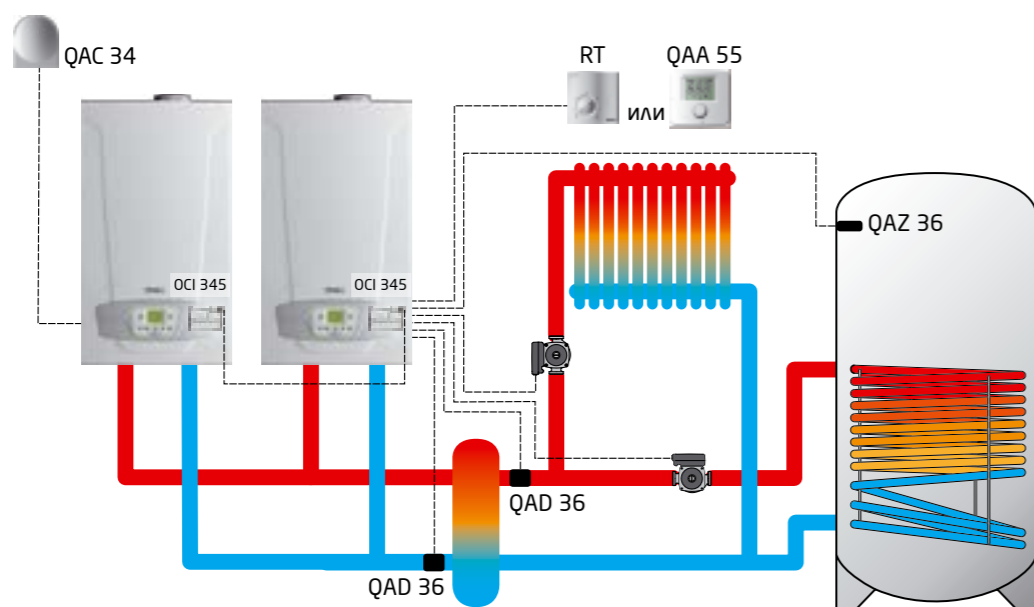 QAC 34
RT
QAA 55
или
QAZ 36
OCI 345
OCI 345
QAD 36
QAD 36